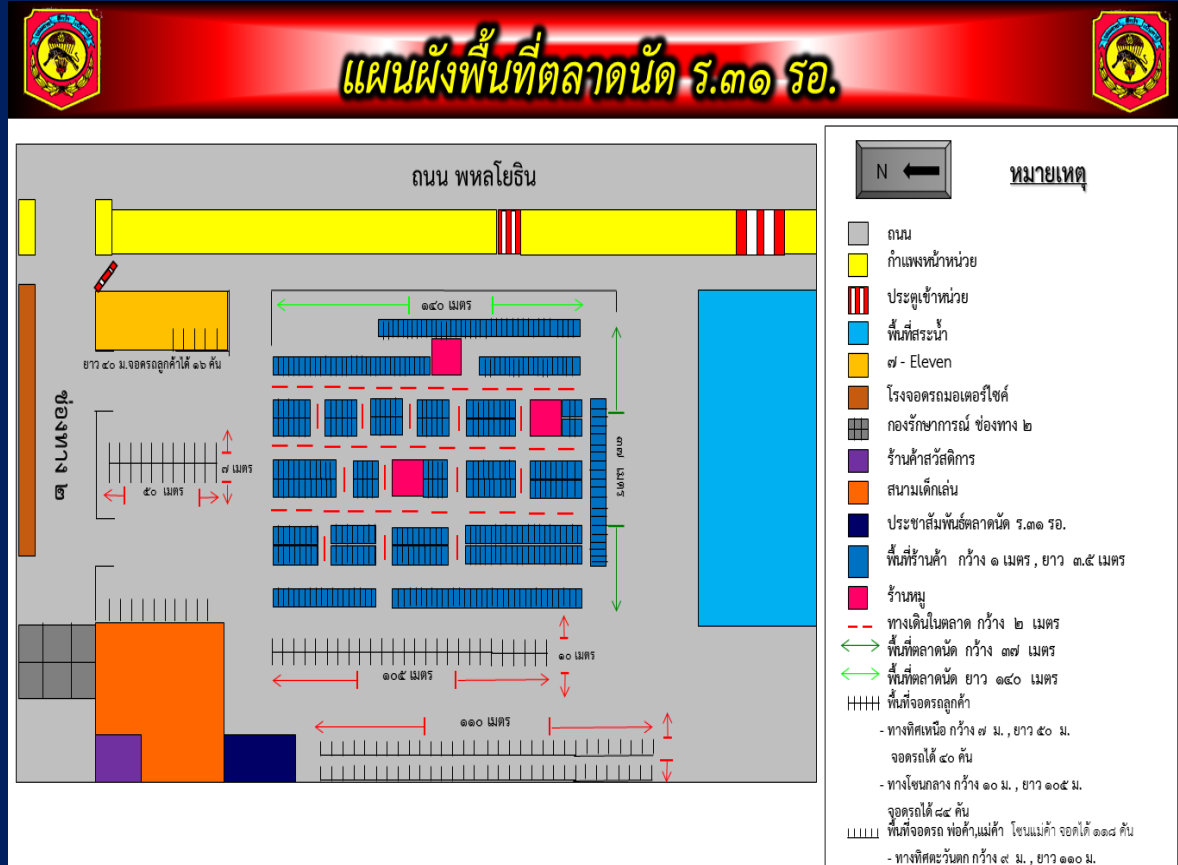 แผนผังพื้นที่ตลาดนัด ร.๓๑ รอ.
ถนน พหลโยธิน
๑๔๐ เมตร
ยาว ๔๐ ม.จอดรถลูกค้าได้ ๑๖ คัน
ช่องทาง ๒
๗ เมตร
๕๐ เมตร
๓๗ เมตร
๑๐ เมตร
๑๐๕ เมตร
๑๑๐ เมตร
N
หมายเหตุ
ถนน
กำแพงหน้าหน่วย
ประตูเข้าหน่วย
พื้นที่สระน้ำ
๗ - Eleven
โรงจอดรถมอเตอร์ไซค์
กองรักษาการณ์ ช่องทาง ๒
ร้านค้าสวัสดิการ
สนามเด็กเล่น
ประชาสัมพันธ์ตลาดนัด ร.๓๑ รอ.
พื้นที่ร้านค้า กว้าง ๑ เมตร , ยาว ๓.๕ เมตร
ร้านหมู
ทางเดินในตลาด กว้าง ๒ เมตร
พื้นที่ตลาดนัด กว้าง ๓๗ เมตร
พื้นที่ตลาดนัด ยาว ๑๔๐ เมตร
พื้นที่จอดรถลูกค้า
- ทางทิศเหนือ กว้าง ๗ ม. , ยาว ๕๐ ม.
จอดรถได้ ๔๐ คัน
- ทางโซนกลาง กว้าง ๑๐ ม. , ยาว ๑๐๕ ม.
จุอดรถได้ ๘๔ คัน
พื้นที่จอดรถ พ่อค้า,แม่ค้า โซนแม่ค้า จอดได้ ๑๑๘ คัน
- ทางทิศตะวันตก กว้าง ๙ ม. , ยาว ๑๑๐ ม.